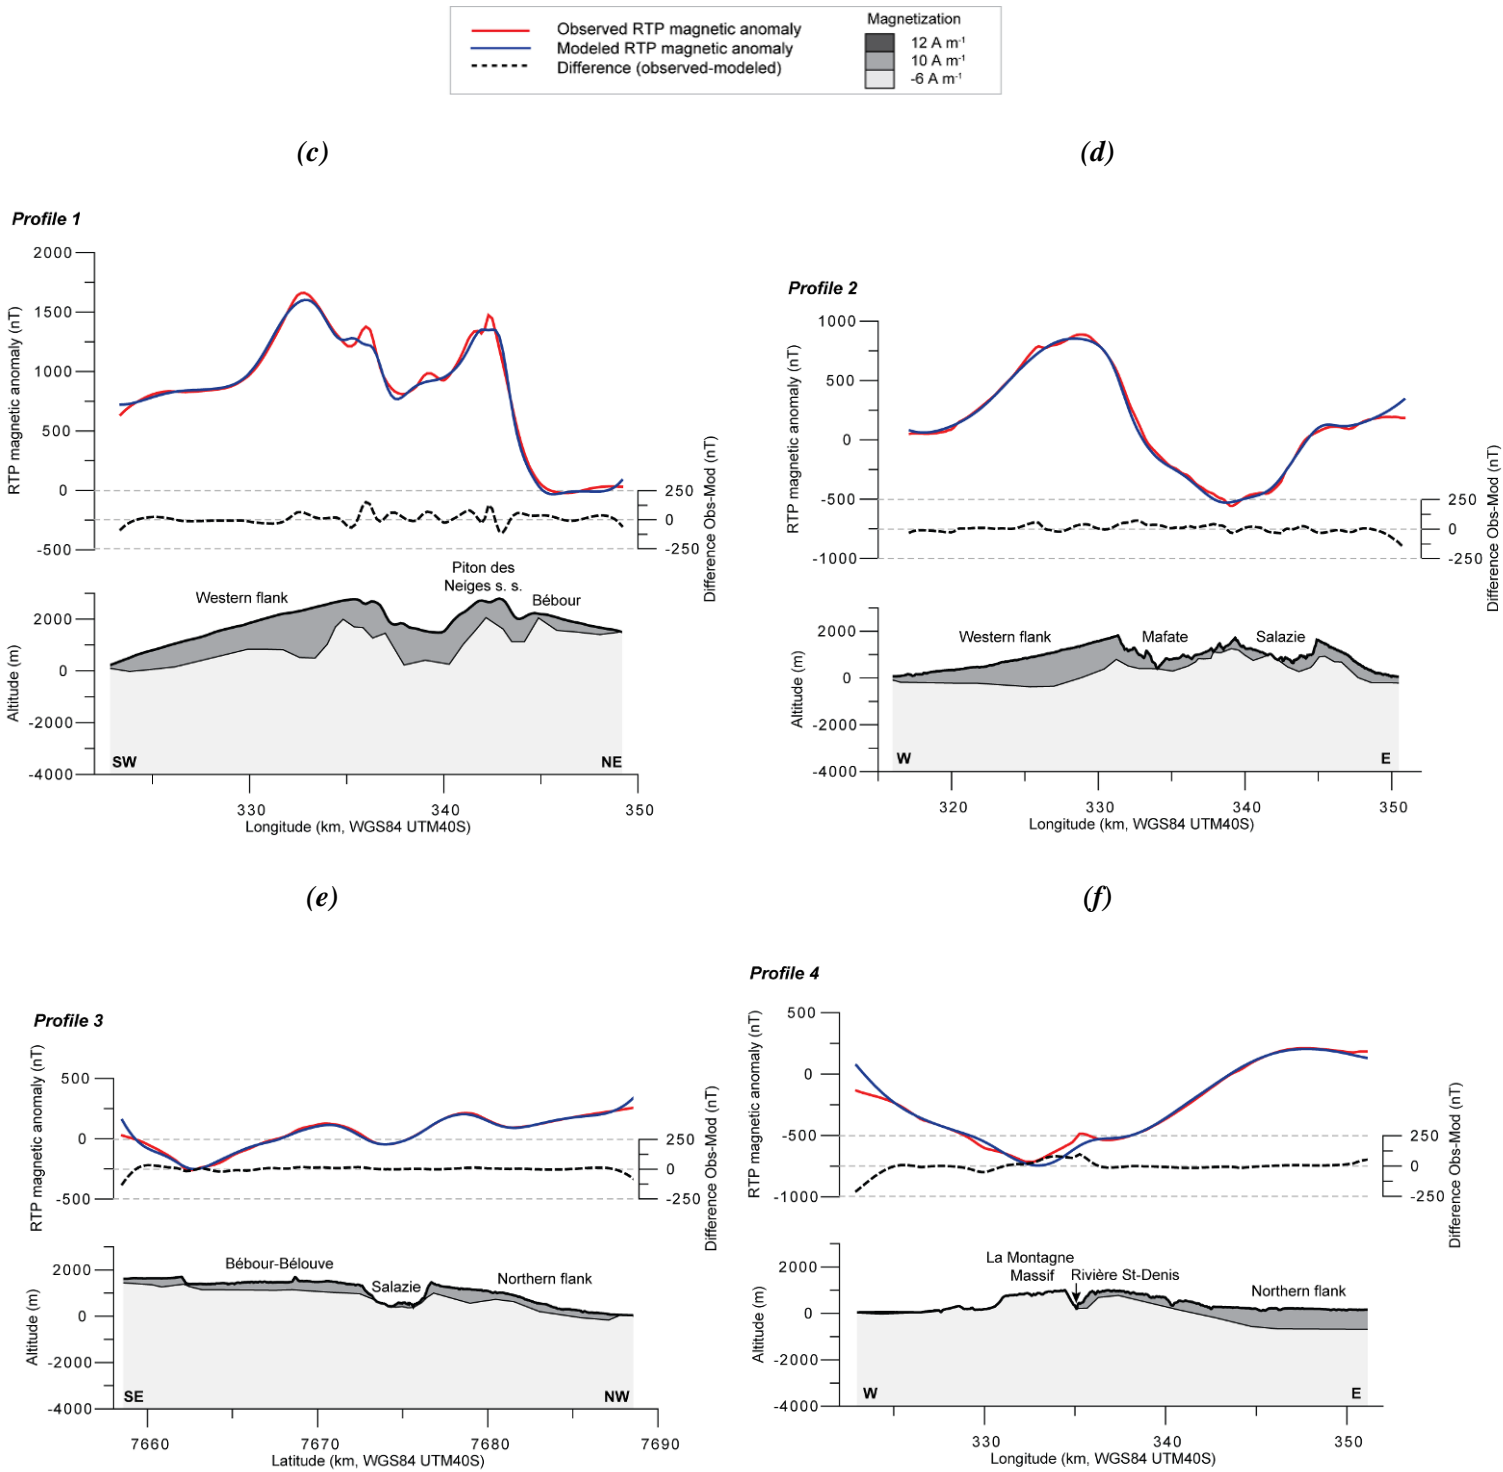 Observed RTP magnetic anomaly
Modeled RTP magnetic anomaly
Difference (observed-modeled)
Magnetization
12 A m⁻¹
10 A m⁻¹
-6 A m⁻¹
(c)
Profile 1
RTP magnetic anomaly (nT)
2000
1500
1000
500
0
-500
250
0
-250
Difference Obs-Mod (nT)
Western flank
Piton des
Neiges s. s.
Bébour
Altitude (m)
2000
0
-2000
-4000
SW
NE
330
340
350
Longitude (km, WGS84 UTM40S)
(d)
Profile 2
RTP magnetic anomaly (nT)
1000
500
0
-500
-1000
250
0
-250
Difference Obs-Mod (nT)
Western flank
Mafate
Salazie
Altitude (m)
2000
0
-2000
-4000
W
E
320
330
340
350
Longitude (km, WGS84 UTM40S)
(e)
Profile 3
RTP magnetic anomaly (nT)
500
0
-500
250
0
-250
Difference Obs-Mod (nT)
Bébour-Bélouve
Salazie
Northern flank
Altitude (m)
2000
0
-2000
-4000
SE
NW
7660
7670
7680
7690
Latitude (km, WGS84 UTM40S)
(f)
Profile 4
RTP magnetic anomaly (nT)
500
0
-500
-1000
250
0
-250
Difference Obs-Mod (nT)
La Montagne
Massif
Rivière St-Denis
Northern flank
Altitude (m)
2000
0
-2000
-4000
W
E
330
340
350
Longitude (km, WGS84 UTM40S)